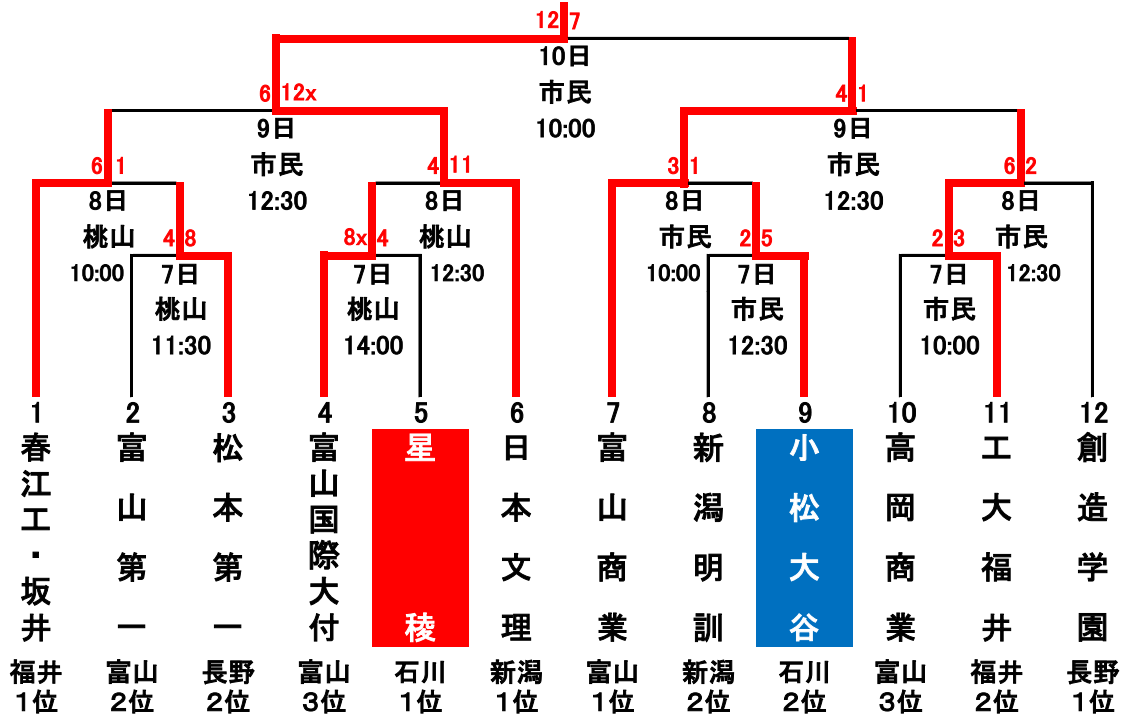 12 7
10日
市民
10:00
6 12x
9日
市民
12:30
4 1
9日
市民
12:30
6 1
8日
桃山
10:00
4 11
8日
桃山
12:30
3 1
8日
市民
10:00
6 2
8日
市民
12:30
4 8
7日
桃山
11:30
8x 4
7日
桃山
14:00
2 5
7日
市民
12:30
2 3
7日
市民
10:00
1
春江工・坂井
福井
1位
2
富山第一
富山
2位
3
松本第一
長野
2位
4
富山国際大付
富山
3位
5
星稜
石川
1位
6
日本文理
新潟
1位
7
富山商業
富山
1位
8
新潟明訓
新潟
2位
9
小松大谷
石川
2位
10
高岡商業
富山
3位
11
工大福井
福井
2位
12
創造学園
長野
1位